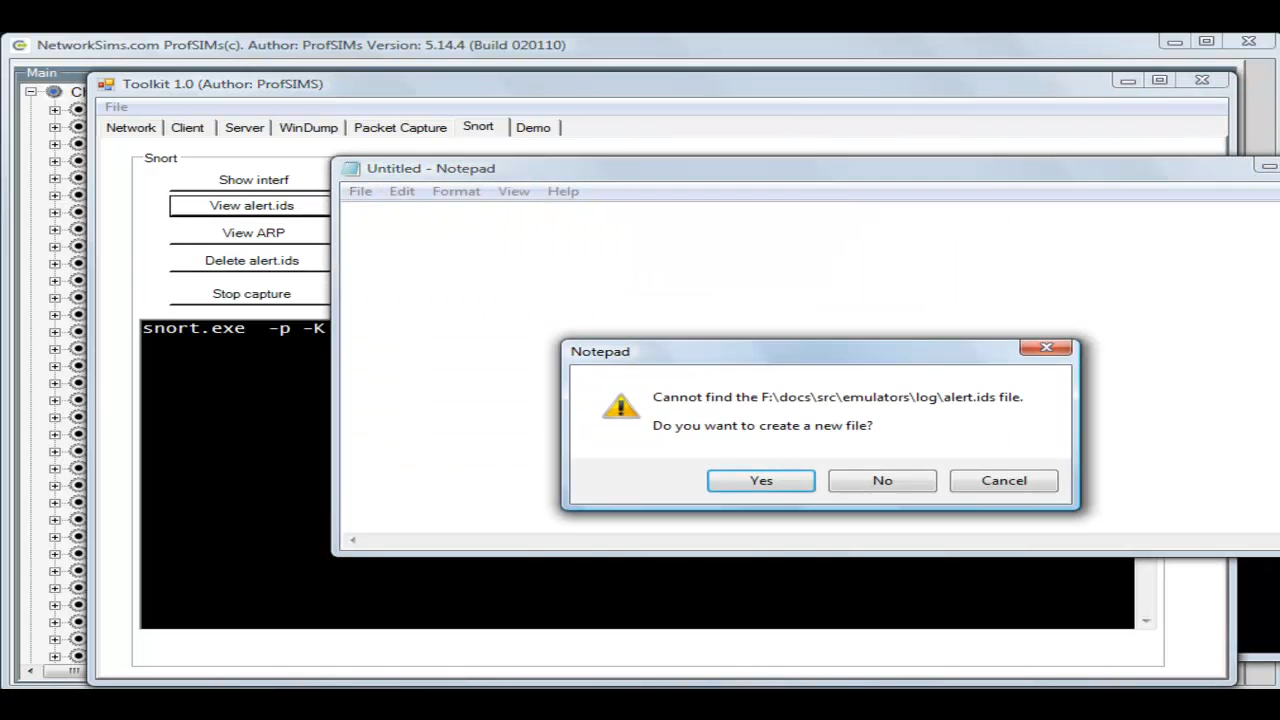 NetworkSims.com ProfSIMs(c). Author: ProfSIMs Version: 5.14.4 (Build 020110)
Main
Toolkit 1.0 (Author: ProfSIMS)
File
Network Client Server WinDump Packet Capture Snort Demo
Snort
Show interf
View alert.ids
View ARP
Delete alert.ids
Stop capture
snort.exe -p -K
Untitled - Notepad
File Edit Format View Help
Notepad
Cannot find the F:\docs\src\emulators\log\alert.ids file.
Do you want to create a new file?
Yes No Cancel